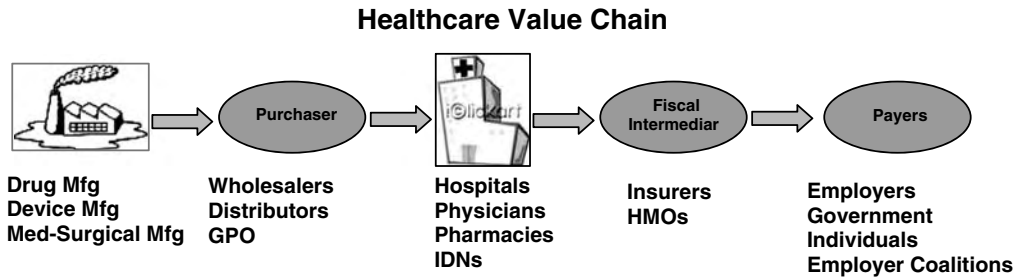 Healthcare Value Chain
Purchaser
Fiscal
Intermediar
Payers
iclickart
Drug Mfg
Device Mfg
Med-Surgical Mfg
Wholesalers
Distributors
GPO
Hospitals
Physicians
Pharmacies
IDNs
Insurers
HMOs
Employers
Government
Individuals
Employer Coalitions